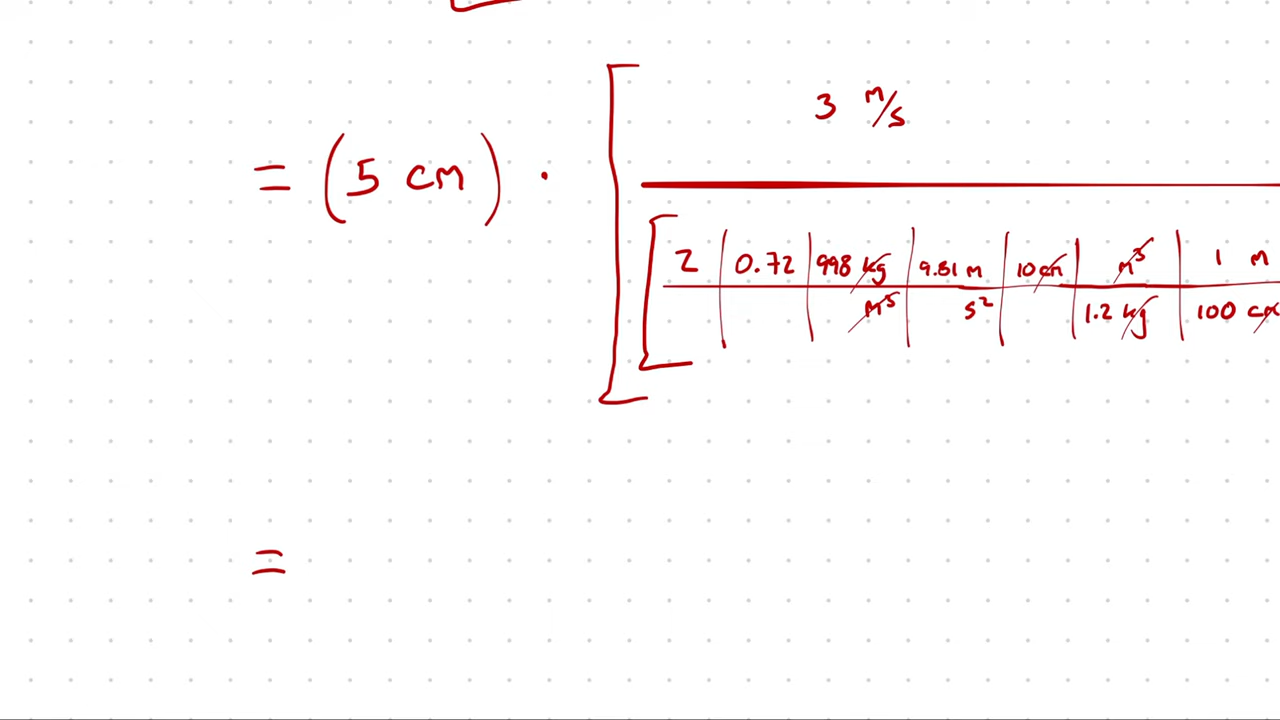 3 m/s
= (5 cm) · [
[ 2 | 0.72 | 998 kg | 9.81 m | 10 cm | m³ | 1 m
m³ | s² | 1.2 kg | 100 cm
=